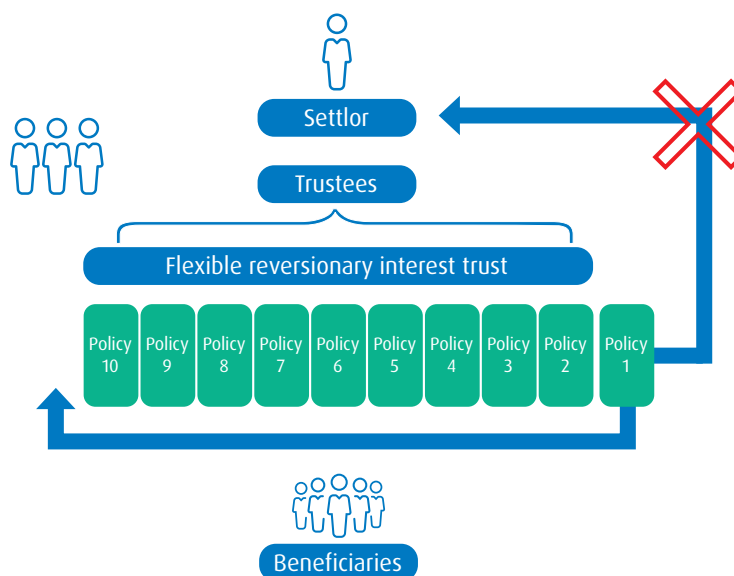 Settlor
Trustees
Flexible reversionary interest trust
Policy
10
Policy
9
Policy
8
Policy
7
Policy
6
Policy
5
Policy
4
Policy
3
Policy
2
Policy
1
Beneficiaries